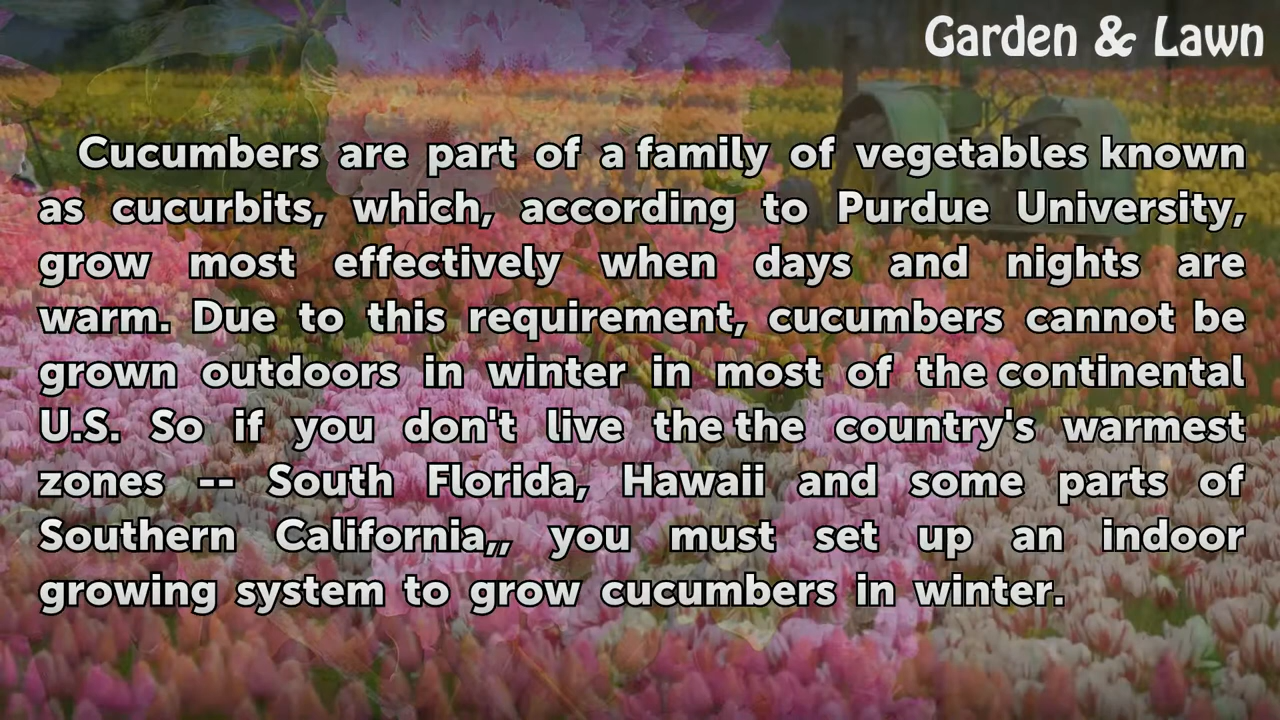 Garden & Lawn
Cucumbers are part of a family of vegetables known
as cucurbits, which, according to Purdue University,
grow most effectively when days and nights are
warm. Due to this requirement, cucumbers cannot be
grown outdoors in winter in most of the continental
U.S. So if you don't live the the country's warmest
zones -- South Florida, Hawaii and some parts of
Southern California,, you must set up an indoor
growing system to grow cucumbers in winter.